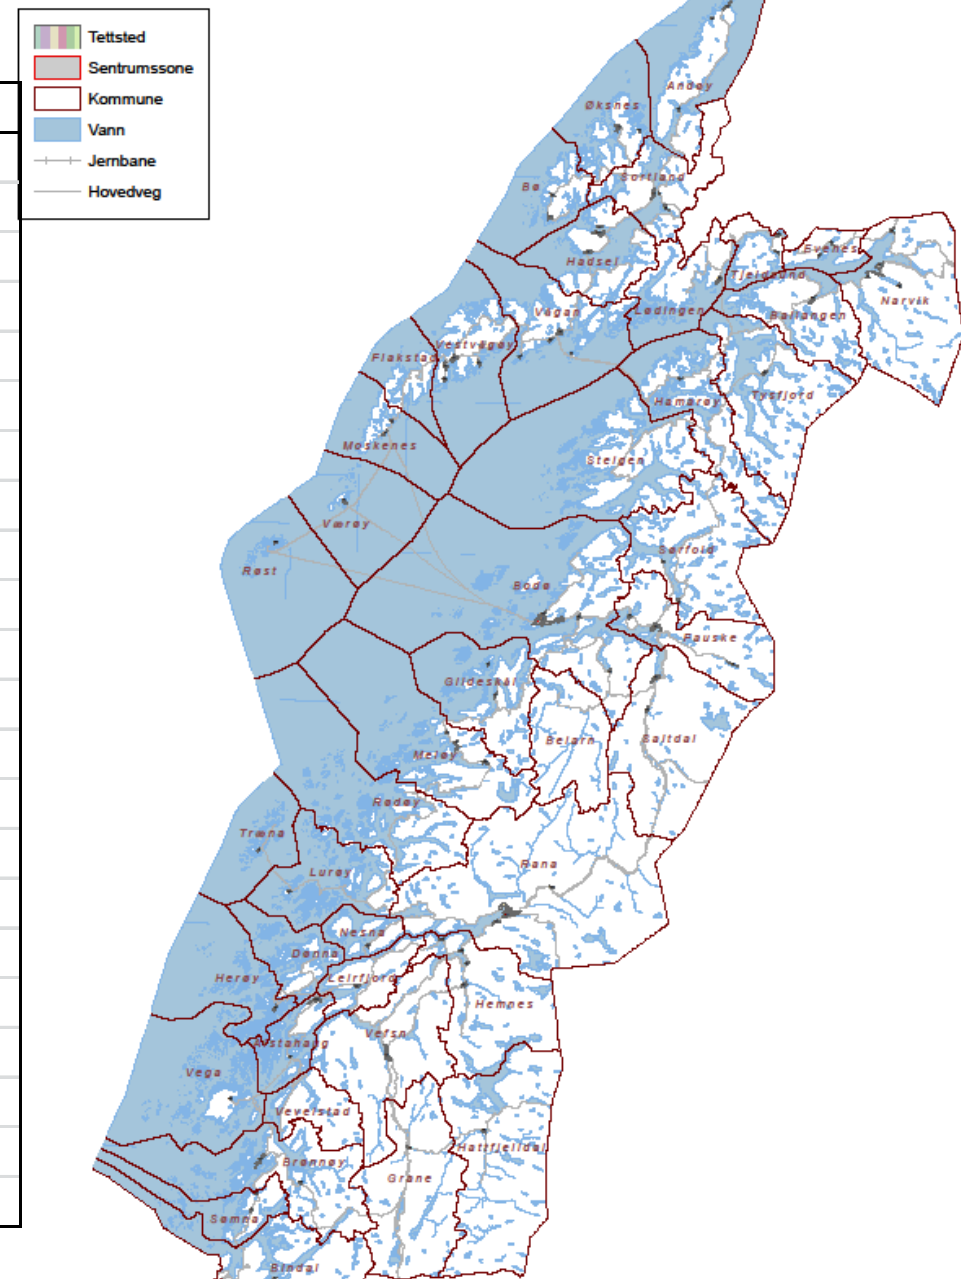 Tettsted
Sentrumssone
Kommune
Vann
Jernbane
Hovedveg
Andøy
Øksnes
Sortland
Bø
Hadsel
Evenes
Tjeldsund
Narvik
Lødingen
Ballangen
Vågan
Vestvågøy
Flakstad
Tysfjord
Hamarøy
Moskenes
Steigen
Værøy
Sørfold
Røst
Bodø
Fauske
Gildeskål
Beiarn
Saltdal
Meløy
Rødøy
Træna
Rana
Lurøy
Nesna
Dønna
Herøy
Leirfjord
Hemnes
Vefsn
Alstahaug
Vega
Vevelstad
Hattfjelldal
Brønnøy
Grane
Sømna
Bindal